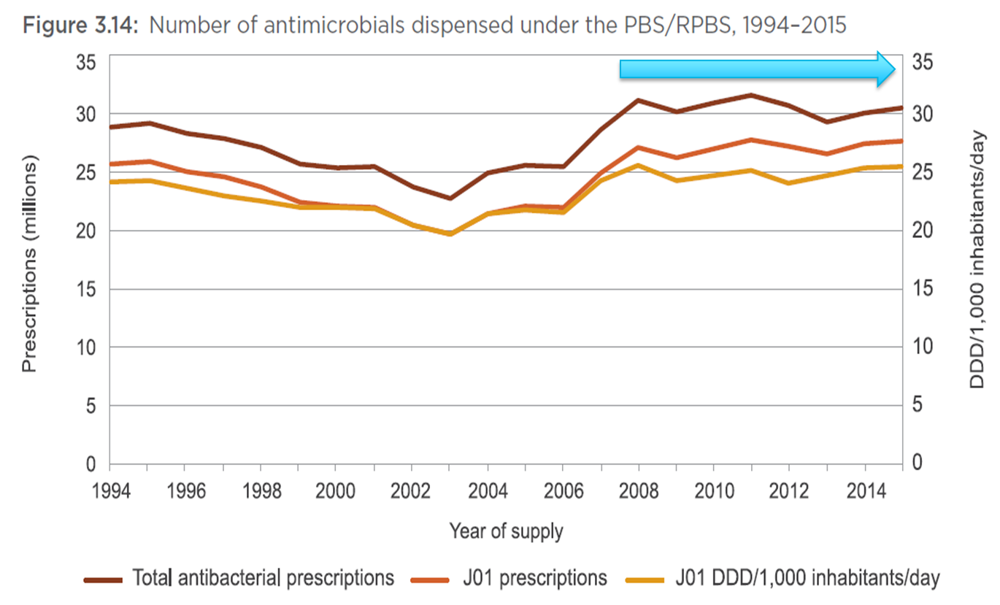 Figure 3.14: Number of antimicrobials dispensed under the PBS/RPBS, 1994–2015
35
30
25
20
15
10
5
0
Prescriptions (millions)
35
30
25
20
15
10
5
0
DDD/1,000 inhabitants/day
1994 1996 1998 2000 2002 2004 2006 2008 2010 2012 2014
Year of supply
Total antibacterial prescriptions J01 prescriptions J01 DDD/1,000 inhabitants/day